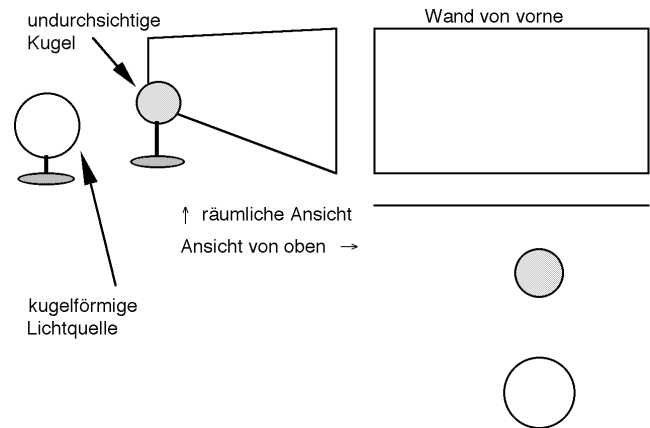 undurchsichtige
Kugel
Wand von vorne
↑ räumliche Ansicht
Ansicht von oben →
kugelförmige
Lichtquelle